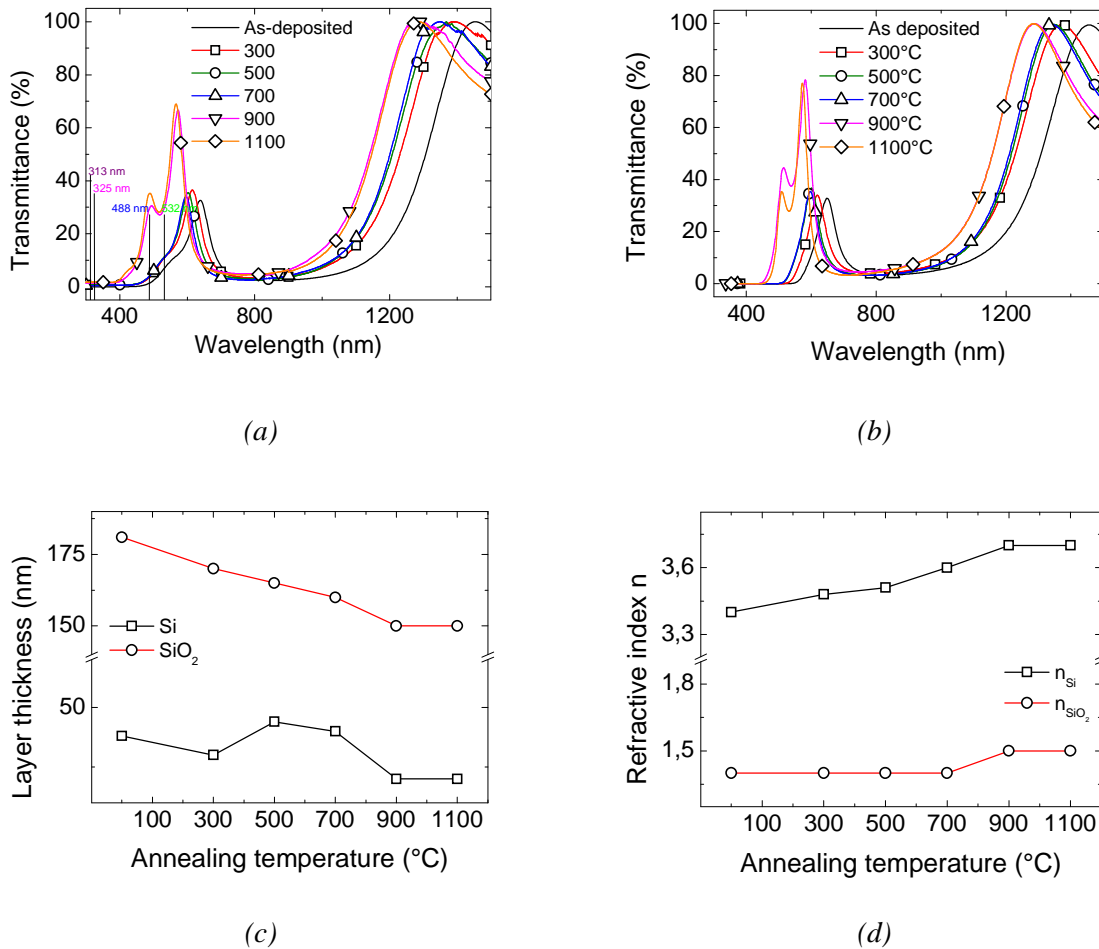 100
80
60
40
20
0
Transmittance (%)
As-deposited
300
500
700
900
1100
313 nm
325 nm
488 nm
532
400
800
1200
Wavelength (nm)
(a)
100
80
60
40
20
0
Transmittance (%)
As deposited
300°C
500°C
700°C
900°C
1100°C
400
800
1200
Wavelength (nm)
(b)
175
150
50
Layer thickness (nm)
Si
SiO2
100 300 500 700 900 1100
Annealing temperature (°C)
(c)
3,6
3,3
1,8
1,5
Refractive index n
nSi
nSiO2
100 300 500 700 900 1100
Annealing temperature (°C)
(d)